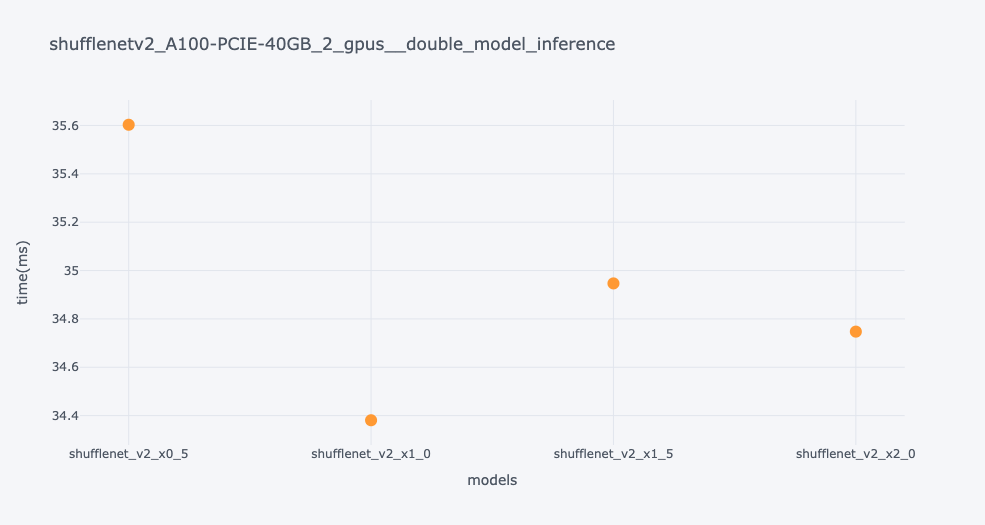 shufflenetv2_A100-PCIE-40GB_2_gpus__double_model_inference
time(ms)
35.6
35.4
35.2
35
34.8
34.6
34.4
shufflenet_v2_x0_5 shufflenet_v2_x1_0 shufflenet_v2_x1_5 shufflenet_v2_x2_0
models